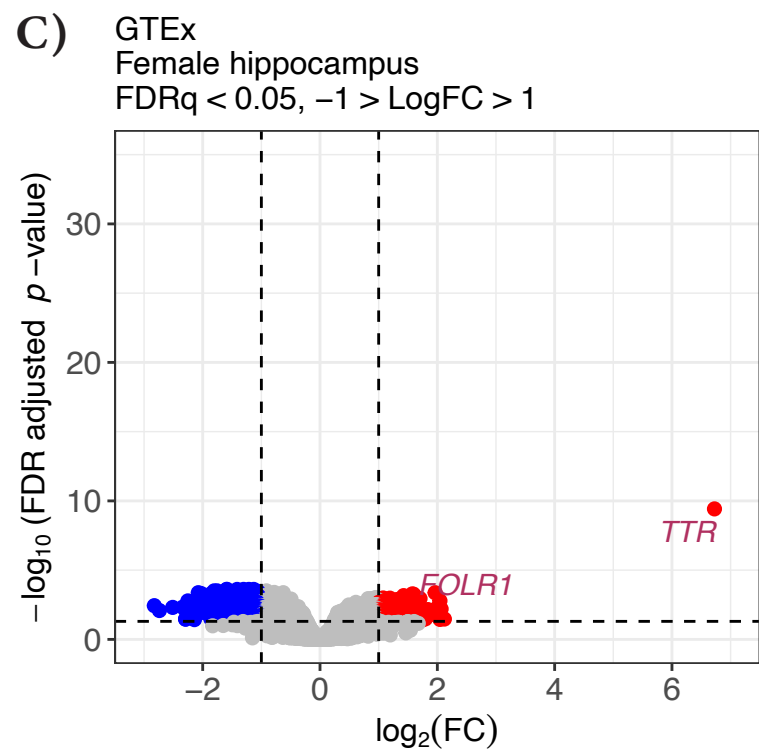 C)
GTEx
Female hippocampus
FDRq < 0.05, −1 > LogFC > 1
−log₁₀ (FDR adjusted p−value)
30
20
10
0
TTR
FOLR1
−2 0 2 4 6
log₂(FC)